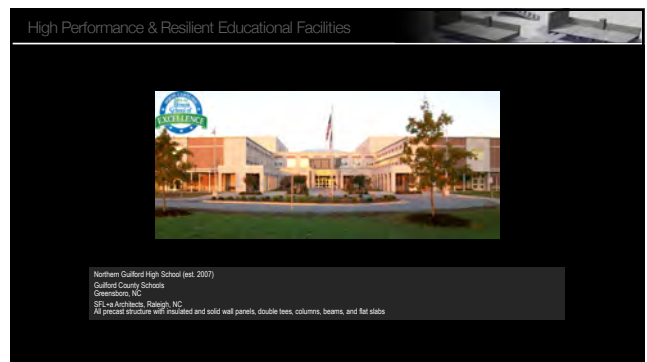 High Performance & Resilient Educational Facilities
EXCELLENCE
Northern Guilford High School (est. 2007)
Guilford County Schools
Greensboro, NC
SFL+a Architects, Raleigh, NC
All precast structure with insulated and solid wall panels, double tees, columns, beams, and flat slabs